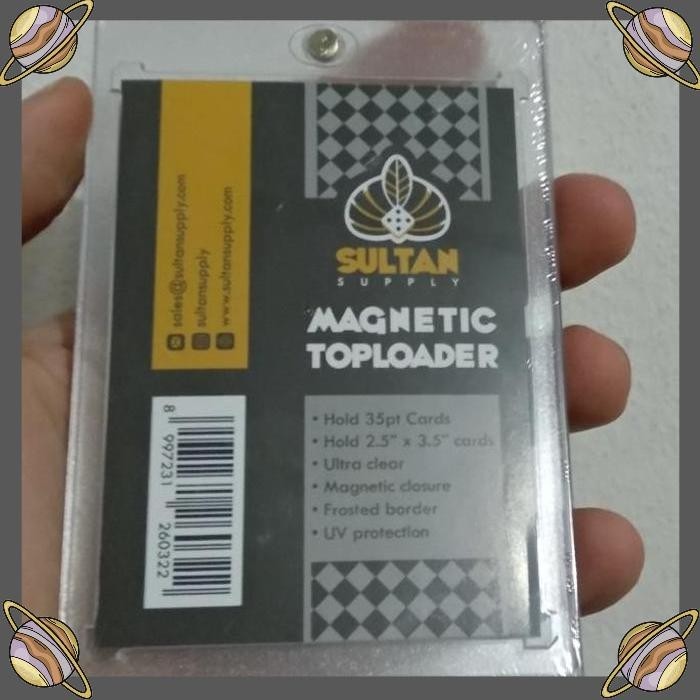 SULTAN
SUPPLY
MAGNETIC
TOPLOADER
• Hold 35pt Cards
• Hold 2.5" x 3.5" cards
• Ultra clear
• Magnetic closure
• Frosted border
• UV protection
sales@sultansupply.com
sultansupply
www.sultansupply.com
8 997231 260322